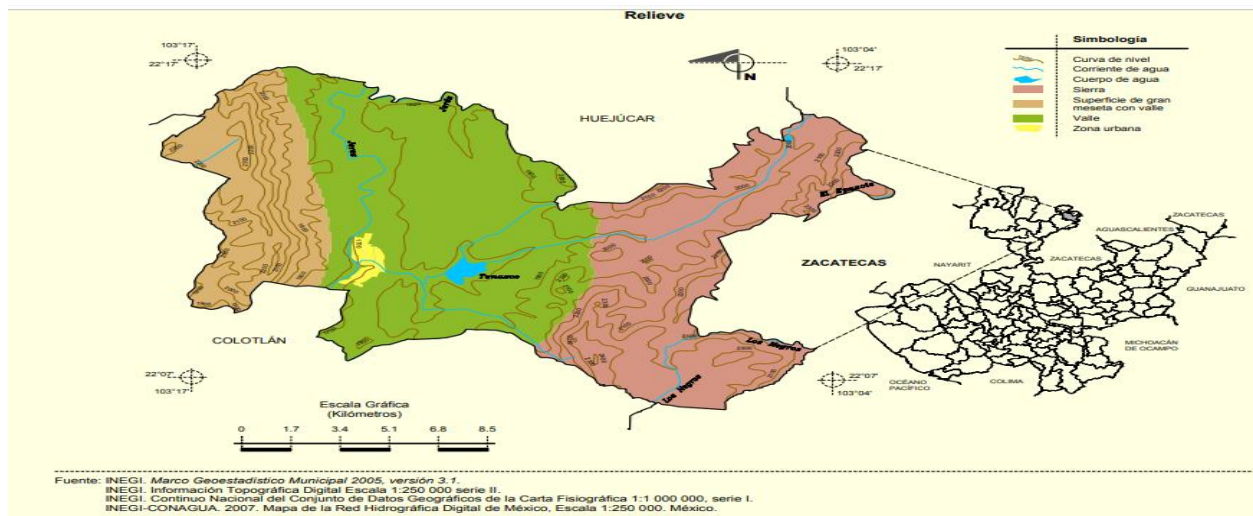 Relieve
103°17'
22°17'
103°04'
22°17'
N
Simbología
Curva de nivel
Corriente de agua
Cuerpo de agua
Sierra
Superficie de gran
meseta con valle
Valle
Zona urbana
HUEJÚCAR
Jerez
ZACATECAS
COLOTLÁN
Los Negros
Los Negros
22°07'
103°17'
22°07'
103°04'
ZACATECAS
AGUASCALIENTES
ZACATECAS
NAYARIT
GUANAJUATO
MICHOACÁN
DE OCAMPO
COLIMA
OCÉANO
PACÍFICO
Escala Gráfica
(Kilómetros)
0 1.7 3.4 5.1 6.8 8.5
Fuente: INEGI. Marco Geoestadístico Municipal 2005, versión 3.1.
INEGI. Información Topográfica Digital Escala 1:250 000 serie II.
INEGI. Continuo Nacional del Conjunto de Datos Geográficos de la Carta Fisiográfica 1:1 000 000, serie I.
INEGI-CONAGUA. 2007. Mapa de la Red Hidrográfica Digital de México, Escala 1:250 000. México.